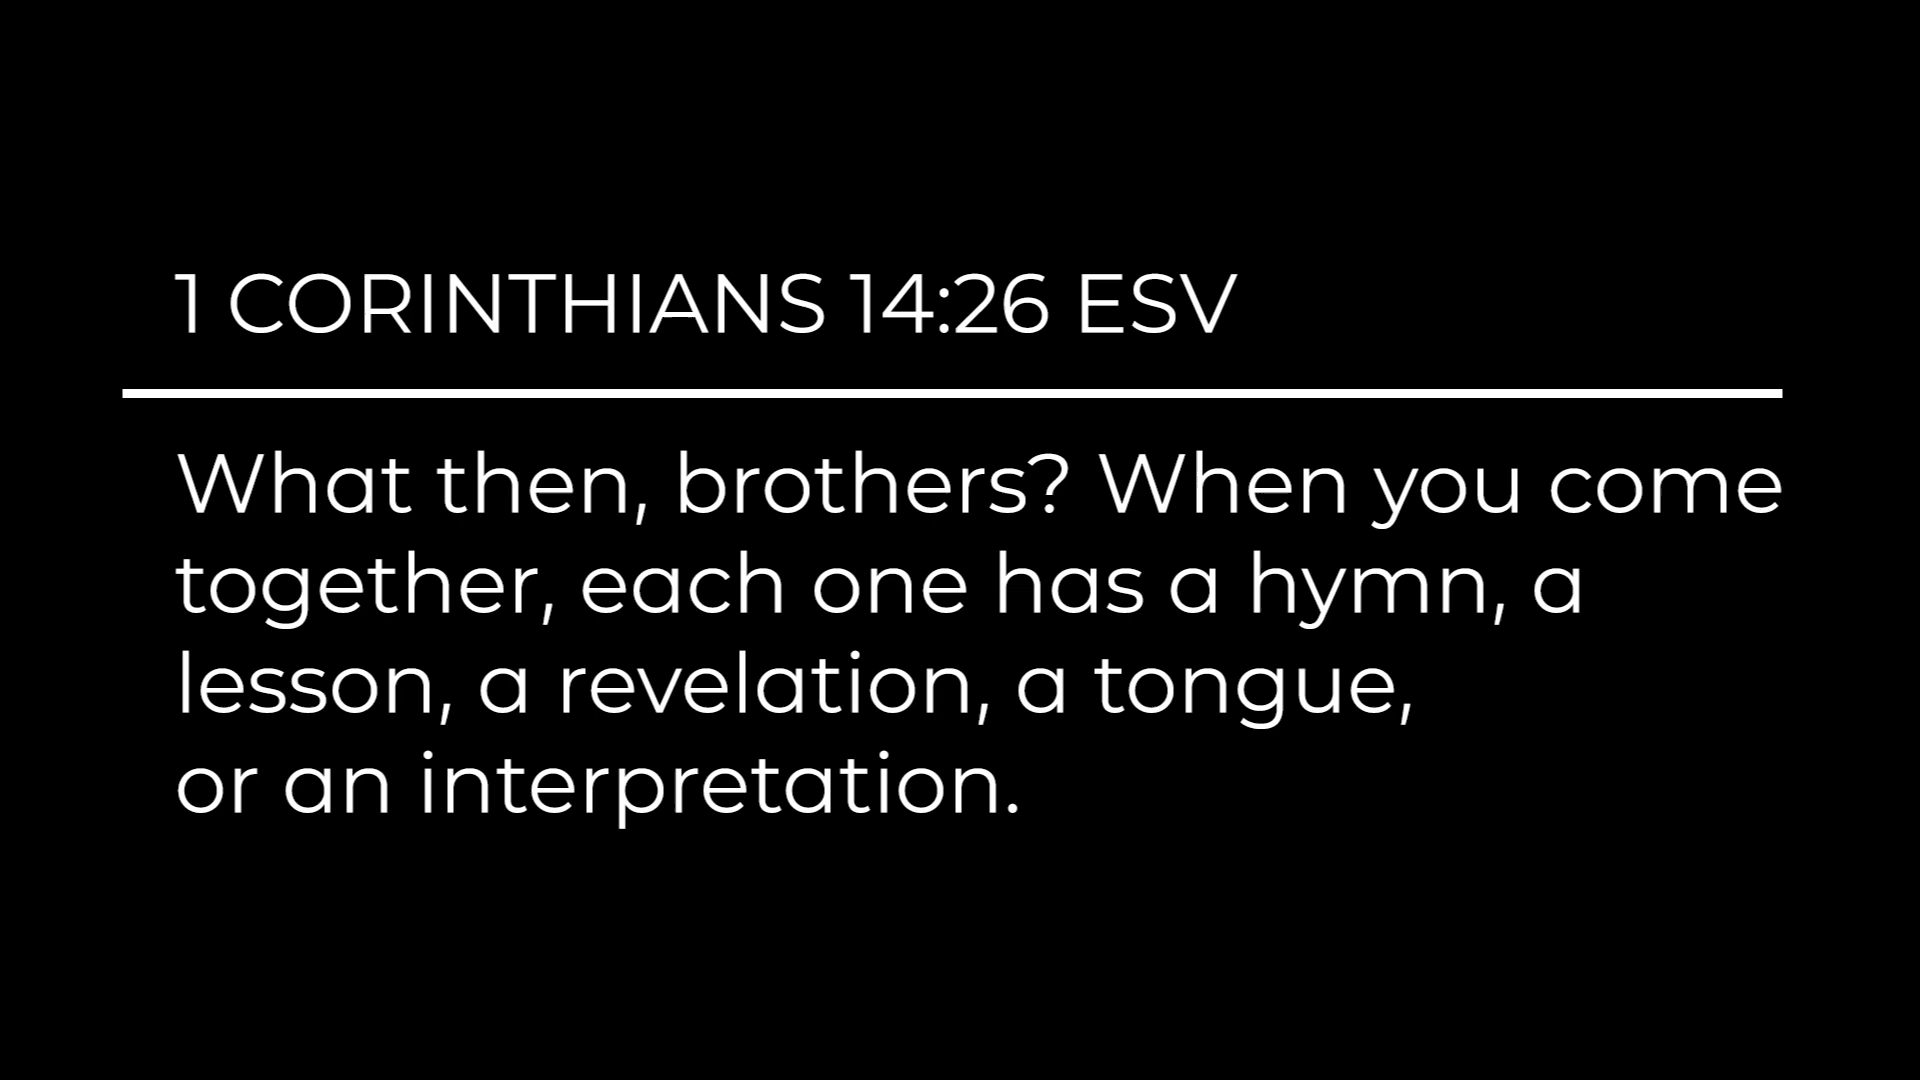 1 CORINTHIANS 14:26 ESV
What then, brothers? When you come
together, each one has a hymn, a
lesson, a revelation, a tongue,
or an interpretation.